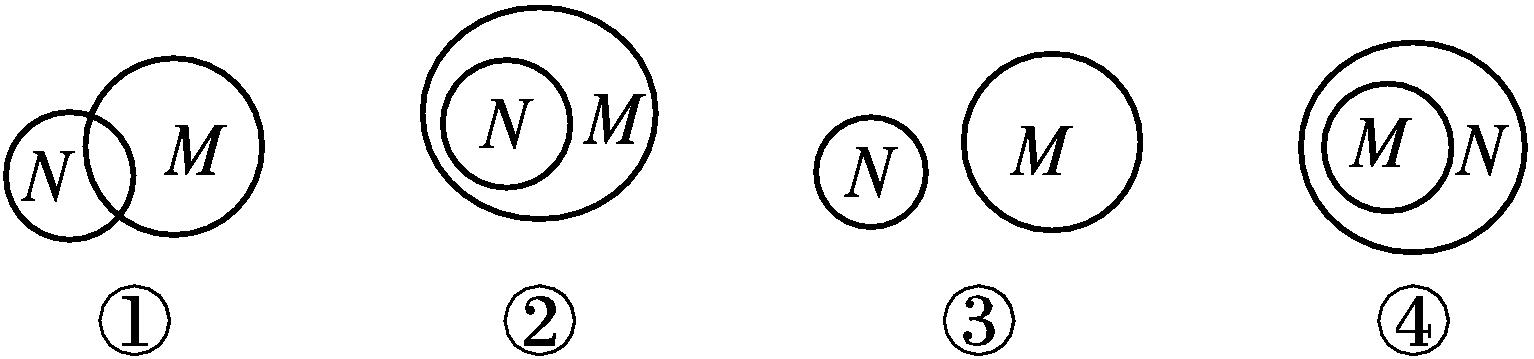 N M N M N M M N
① ② ③ ④